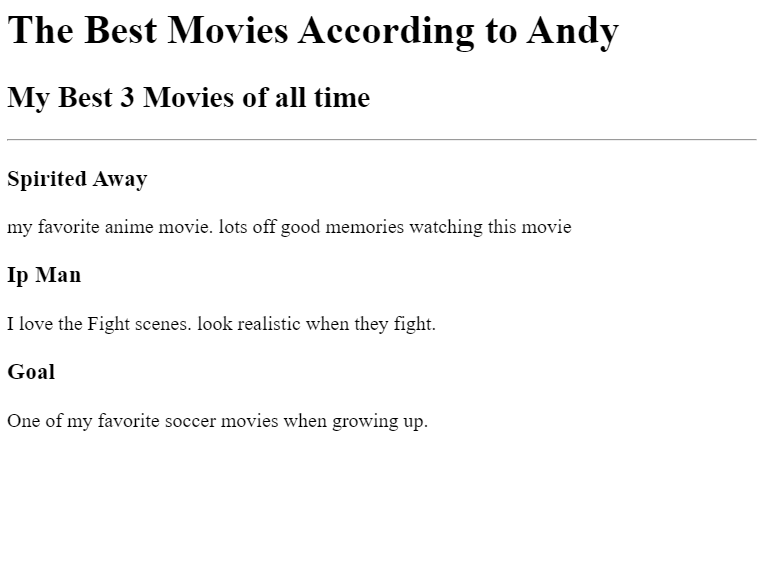 The Best Movies According to Andy
My Best 3 Movies of all time
Spirited Away
my favorite anime movie. lots off good memories watching this movie
Ip Man
I love the Fight scenes. look realistic when they fight.
Goal
One of my favorite soccer movies when growing up.